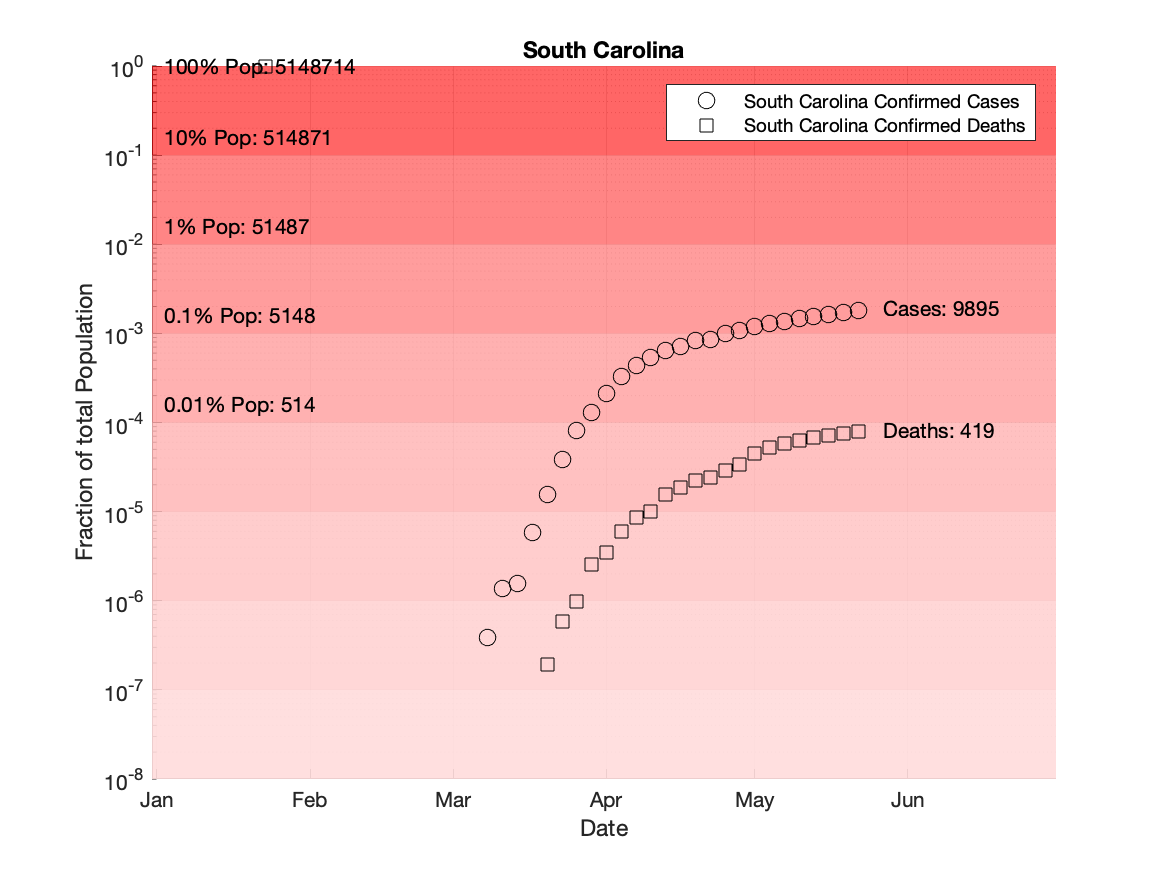 South Carolina
10^0
100% Pop: 5148714
South Carolina Confirmed Cases
South Carolina Confirmed Deaths
10% Pop: 514871
10^-1
1% Pop: 51487
10^-2
0.1% Pop: 5148
Cases: 9895
10^-3
0.01% Pop: 514
10^-4
Deaths: 419
10^-5
10^-6
10^-7
10^-8
Fraction of total Population
Jan Feb Mar Apr May Jun
Date